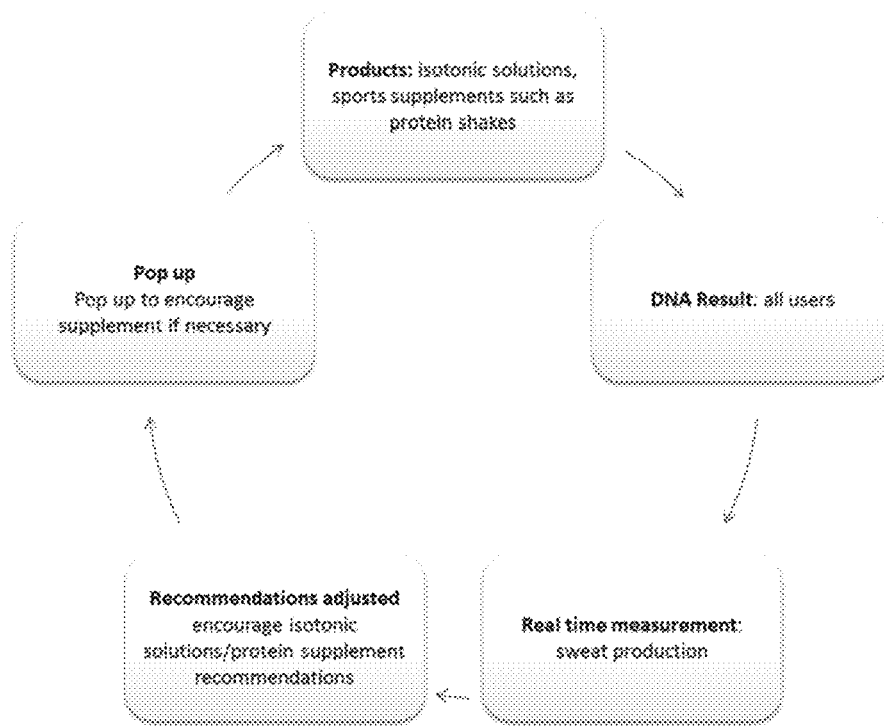 Products: isotonic solutions,
sports supplements such as
protein shakes
DNA Result: all users
Real time measurement:
sweat production
Recommendations adjusted
encourage isotonic
solutions/protein supplement
recommendations
Pop up
Pop up to encourage
supplement if necessary